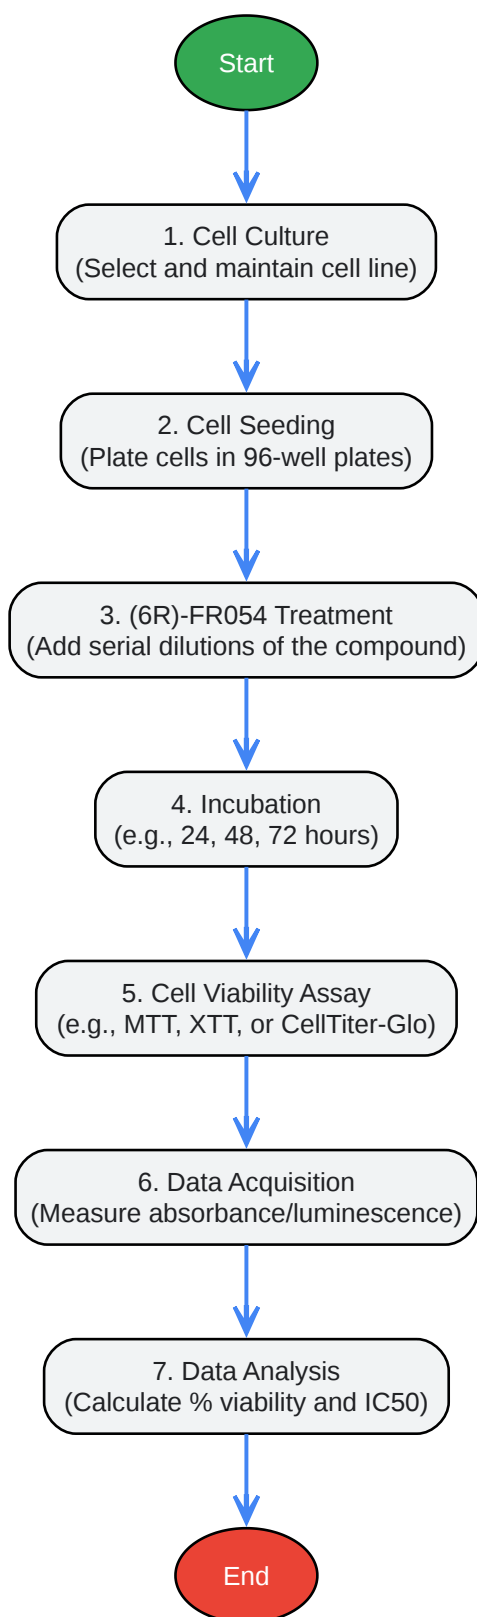 Start
1. Cell Culture
(Select and maintain cell line)
2. Cell Seeding
(Plate cells in 96-well plates)
3. (6R)-FR054 Treatment
(Add serial dilutions of the compound)
4. Incubation
(e.g., 24, 48, 72 hours)
5. Cell Viability Assay
(e.g., MTT, XTT, or CellTiter-Glo)
6. Data Acquisition
(Measure absorbance/luminescence)
7. Data Analysis
(Calculate % viability and IC50)
End